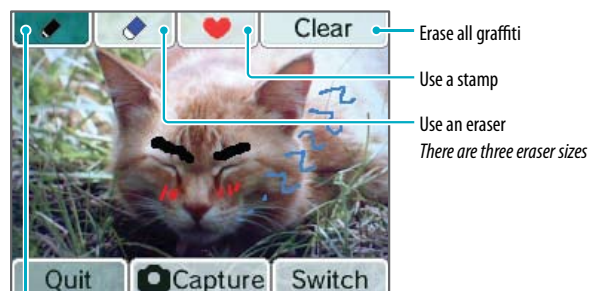 Clear
Erase all graffiti
Use a stamp
Use an eraser
There are three eraser sizes
Quit
Capture
Switch